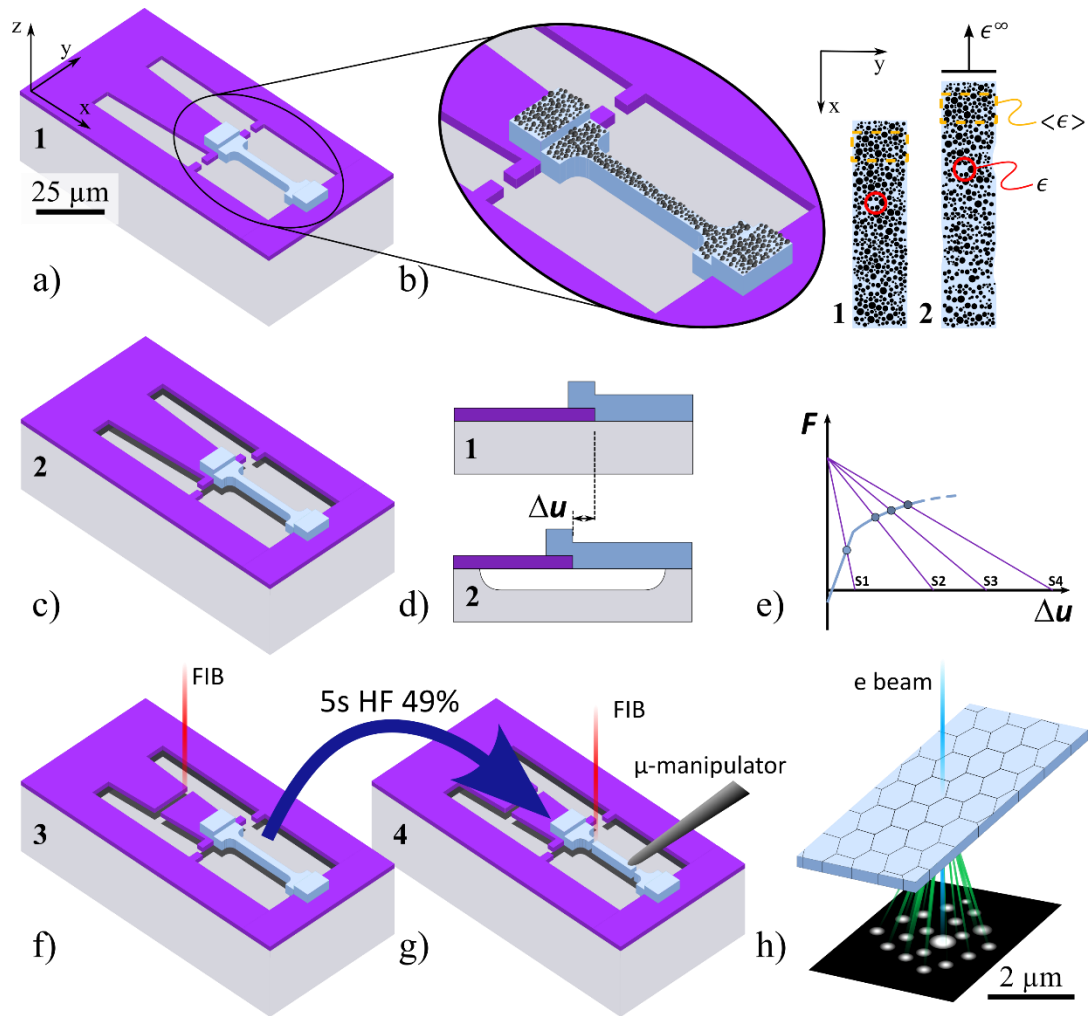 z
y
x
1
25 µm
a)
b)
y
x
ϵ^∞
<ϵ>
ϵ
1
2
2
c)
1
Δu
2
d)
F
S1
S2
S3
S4
Δu
e)
FIB
5s HF 49%
FIB
µ-manipulator
e beam
3
4
f)
g)
h)
2 µm